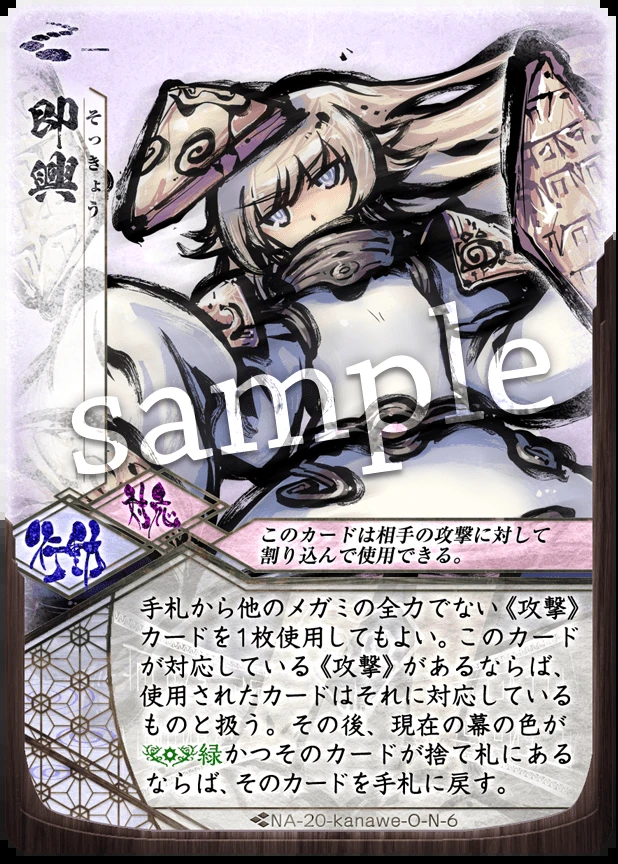 即興
そっきょう
sample
対応
行動
このカードは相手の攻撃に対して
割り込んで使用できる。
手札から他のメガミの全力でない《攻撃》
カードを1枚使用してもよい。このカード
が対応している《攻撃》があるならば、
使用されたカードはそれに対応している
ものと扱う。その後、現在の幕の色が
緑かつそのカードが捨て札にある
ならば、そのカードを手札に戻す。
NA-20-kanawe-O-N-6